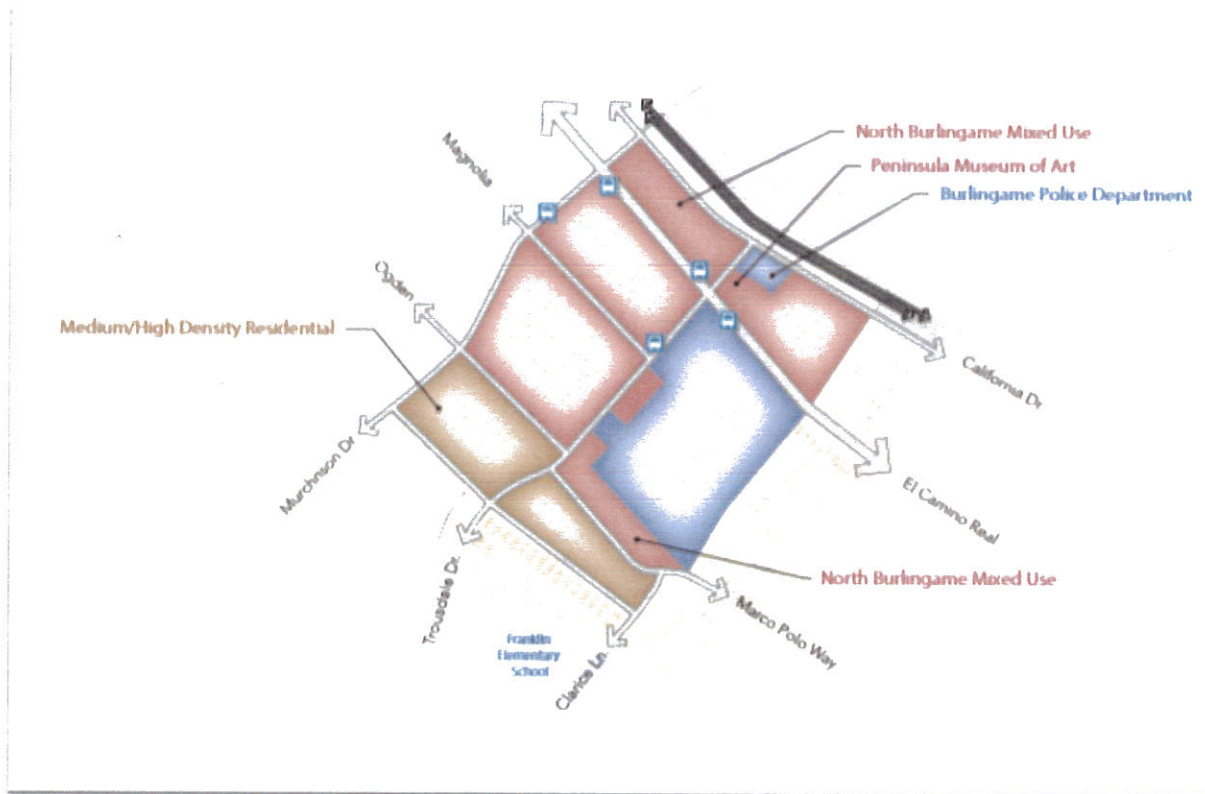 North Burlingame Mixed Use
Magnolia
Peninsula Museum of Art
Burlingame Police Department
Ogden
Medium/High Density Residential
California Dr
Murchinson Dr
El Camino Real
North Burlingame Mixed Use
Trousdale Dr.
Marco Polo Way
Franklin
Elementary
School
Clarice Ln